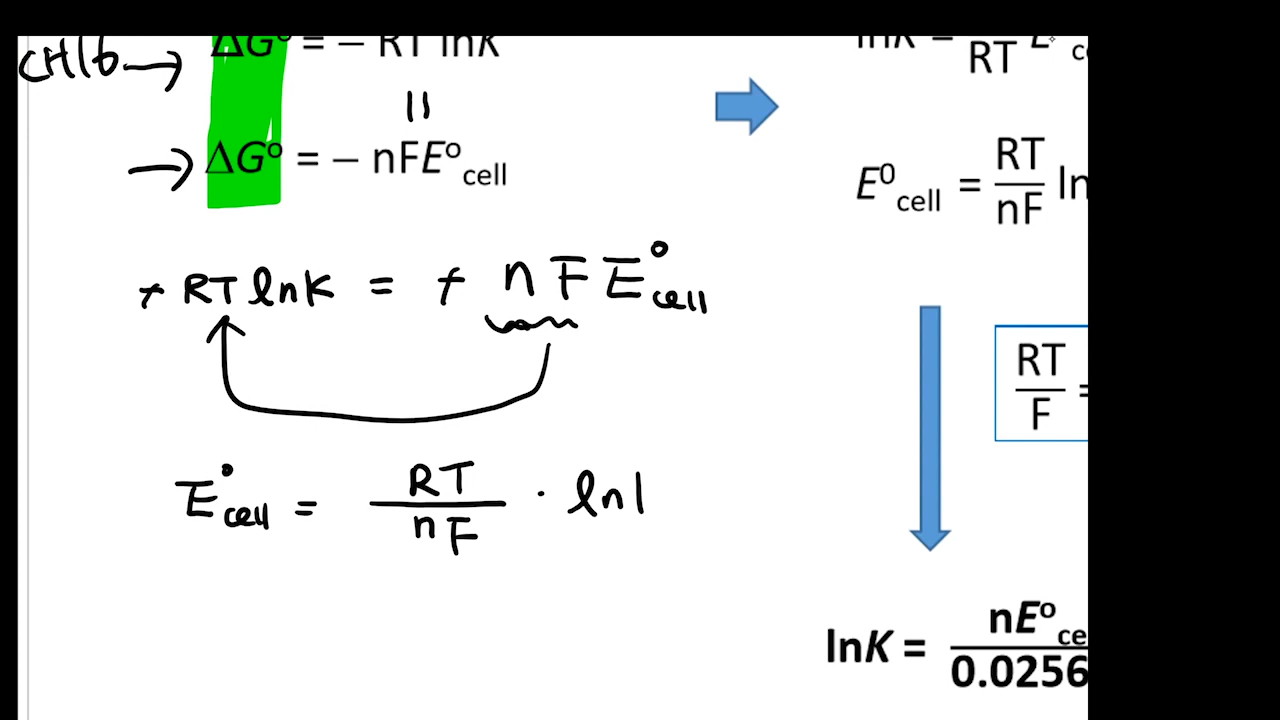 CH16 → ΔG° = – RT lnK
=
→ ΔG° = – nFE°cell
+ RT lnK = + nFE°cell
E°cell = RT/nF · lnl
RT E° c
E⁰cell = RT/nF ln
RT/F =
lnK = nE°ce/0.0256